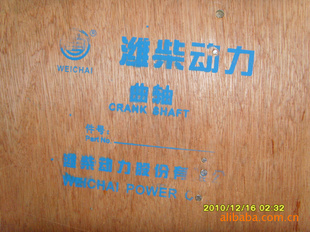 WEICHAI
潍柴动力
曲轴
CRANK SHAFT
件号:
Part No.
潍柴动力股份有
WEICHAI POWER
2010/12/16 02:32
alibaba.com.cn